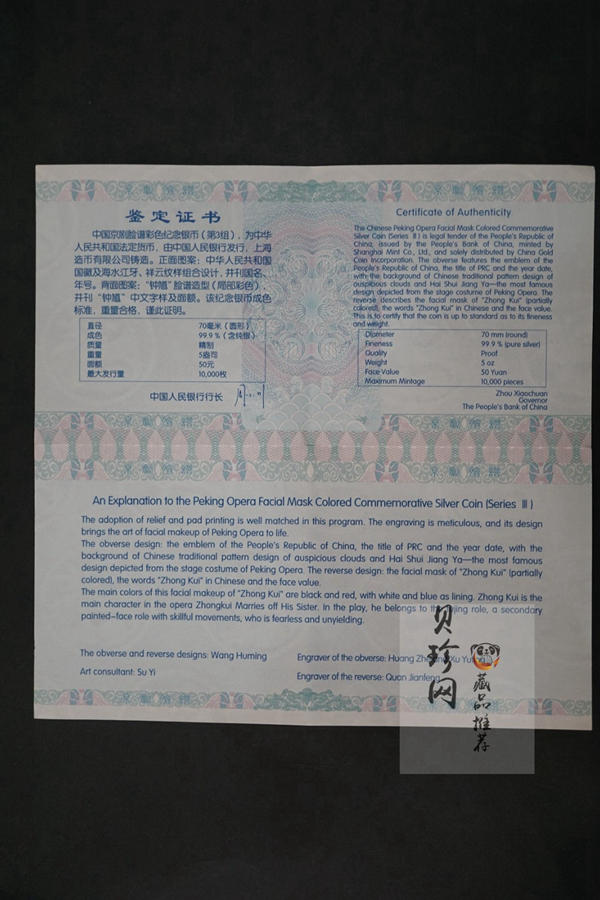 鉴定证书
中国京剧脸谱彩色纪念银币（第3组），为中华
人民共和国法定货币，由中国人民银行发行，上海
造币有限公司铸造。正面图案：中华人民共和国
国徽及海水江牙、祥云纹样组合设计，并刊国名、
年号。背面图案：“钟馗”脸谱造型（局部彩色），
并刊“钟馗”中文字样及面额。该纪念银币成色
标准，重量合格，谨此证明。
直径 70毫米（圆形）
成色 99.9％（含纯银）
质量 精制
重量 5盎司
面额 50元
最大发行量 10,000枚
中国人民银行行长
Certificate of Authenticity
The Chinese Peking Opera Facial Mask Colored Commemorative
Silver Coin (Series Ⅲ) is legal tender of the People's Republic of
China, issued by the People's Bank of China, minted by
Shanghai Mint Co., Ltd., and solely distributed by China Gold
Coin Incorporation. The obverse features the emblem of the
People's Republic of China, the title of PRC and the year date,
with the background of Chinese traditional pattern design of
auspicious clouds and Hai Shui Jiang Ya—the most famous
design depicted from the stage costume of Peking Opera. The
reverse describes the facial mask of "Zhong Kui" (partially
colored), the words "Zhong Kui" in Chinese and the face value.
This is to certify that the coin is up to standard as to its fineness
and weight.
Diameter 70 mm (round)
Fineness 99.9 % (pure silver)
Quality Proof
Weight 5 oz
Face Value 50 Yuan
Maximum Mintage 10,000 pieces
Zhou Xiaochuan
Governor
The People's Bank of China
An Explanation to the Peking Opera Facial Mask Colored Commemorative Silver Coin (Series Ⅲ)
The adoption of relief and pad printing is well matched in this program. The engraving is meticulous, and its design
brings the art of facial makeup of Peking Opera to life.
The obverse design: the emblem of the People's Republic of China, the title of PRC and the year date, with the
background of Chinese traditional pattern design of auspicious clouds and Hai Shui Jiang Ya—the most famous
design depicted from the stage costume of Peking Opera. The reverse design: the facial mask of "Zhong Kui" (partially
colored), the words "Zhong Kui" in Chinese and the face value.
The main colors of this facial makeup of "Zhong Kui" are black and red, with white and blue as lining. Zhong Kui is the
main character in the opera Zhongkui Marries off His Sister. In the play, he belongs to the jing role, a secondary
painted-face role with skillful movements, who is fearless and unyielding.
The obverse and reverse designs: Wang Huming
Engraver of the obverse: Huang Xu
Art consultant: Su Yi
Engraver of the reverse: Quan Jianfeng
贝珍网
藏品推荐